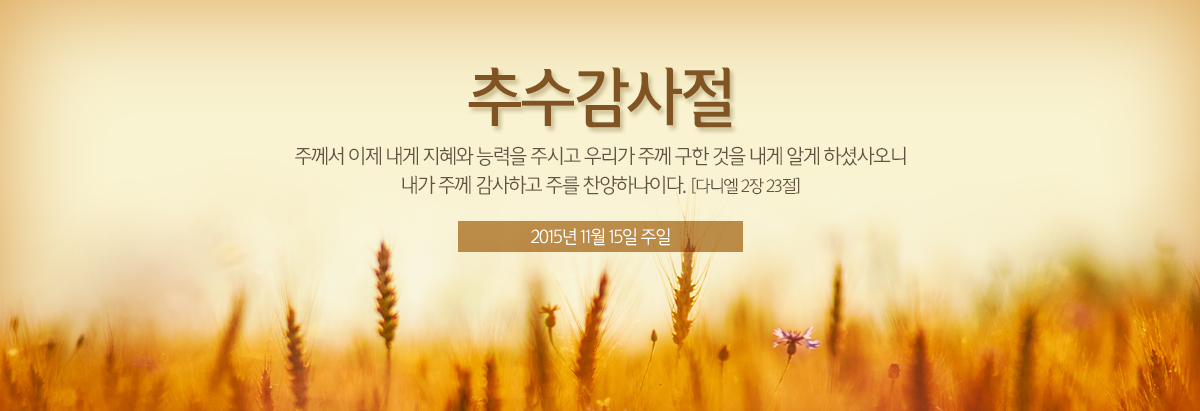 추수감사절
주께서 이제 내게 지혜와 능력을 주시고 우리가 주께 구한 것을 내게 알게 하셨사오니
내가 주께 감사하고 주를 찬양하나이다. [다니엘 2장 23절]
2015년 11월 15일 주일